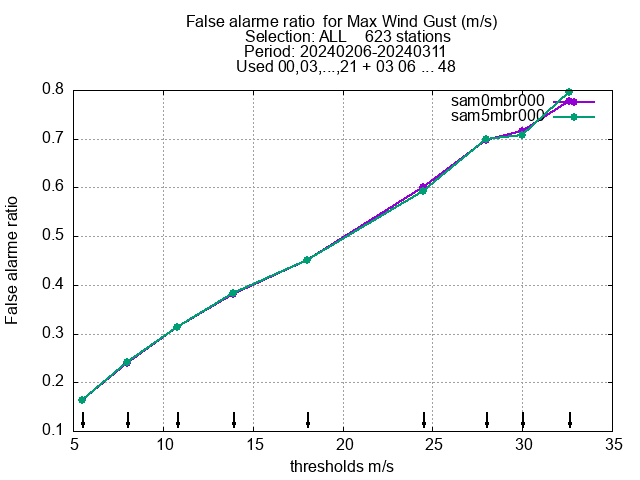 False alarme ratio  for Max Wind Gust (m/s)
Selection: ALL    623 stations
Period: 20240206-20240311
Used 00,03,...,21 + 03 06 ... 48
sam0mbr000
sam5mbr000
0.8
0.7
0.6
0.5
0.4
0.3
0.2
0.1
False alarme ratio
5 10 15 20 25 30 35
thresholds m/s